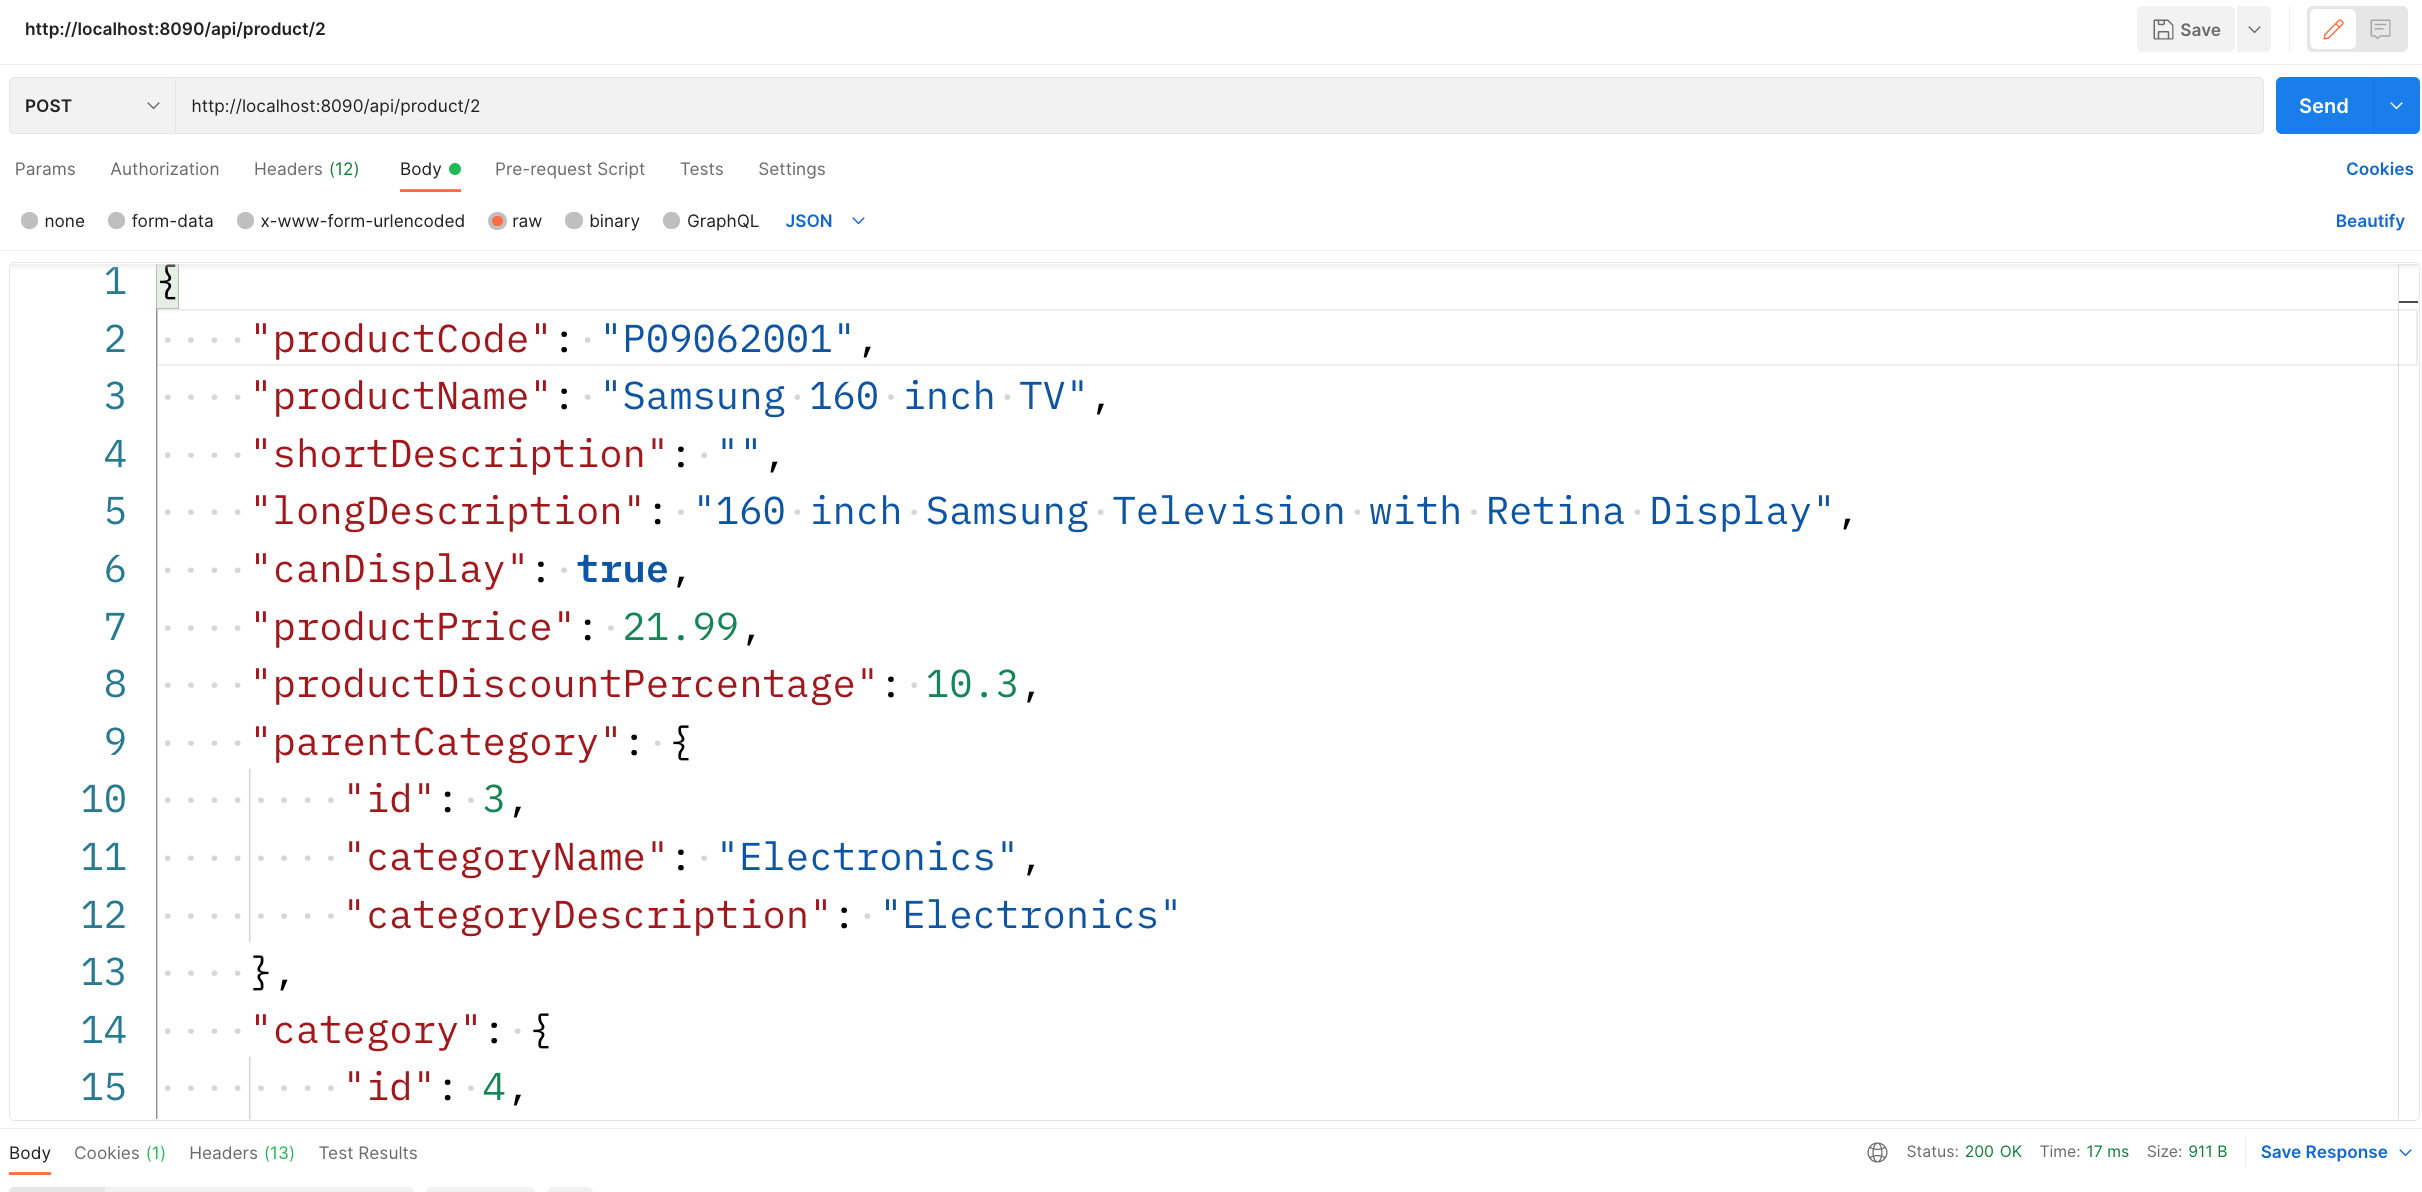 http://localhost:8090/api/product/2
Save
POST
http://localhost:8090/api/product/2
Send
Params Authorization Headers (12) Body Pre-request Script Tests Settings Cookies
none form-data x-www-form-urlencoded raw binary GraphQL JSON Beautify
1 {
2 "productCode": "P09062001",
3 "productName": "Samsung 160 inch TV",
4 "shortDescription": "",
5 "longDescription": "160 inch Samsung Television with Retina Display",
6 "canDisplay": true,
7 "productPrice": 21.99,
8 "productDiscountPercentage": 10.3,
9 "parentCategory": {
10 "id": 3,
11 "categoryName": "Electronics",
12 "categoryDescription": "Electronics"
13 },
14 "category": {
15 "id": 4,
Body Cookies (1) Headers (13) Test Results Status: 200 OK Time: 17 ms Size: 911 B Save Response